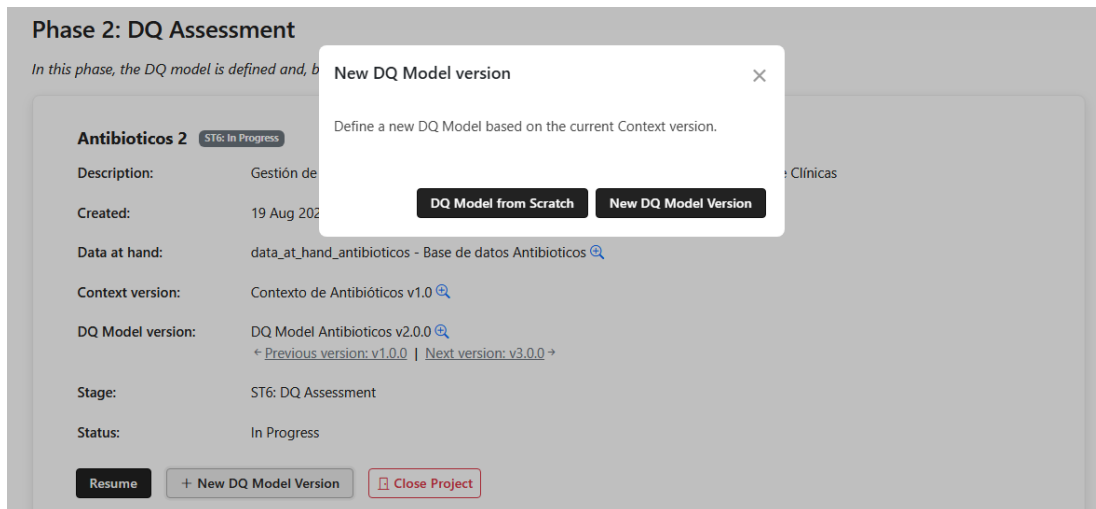 Phase 2: DQ Assessment
In this phase, the DQ model is defined and, b
New DQ Model version
Define a new DQ Model based on the current Context version.
DQ Model from Scratch
New DQ Model Version
Antibioticos 2 ST6: In Progress
Description: Gestión de Clínicas
Created: 19 Aug 202
Data at hand: data_at_hand_antibioticos - Base de datos Antibioticos
Context version: Contexto de Antibióticos v1.0
DQ Model version: DQ Model Antibioticos v2.0.0
← Previous version: v1.0.0 | Next version: v3.0.0 →
Stage: ST6: DQ Assessment
Status: In Progress
Resume + New DQ Model Version Close Project